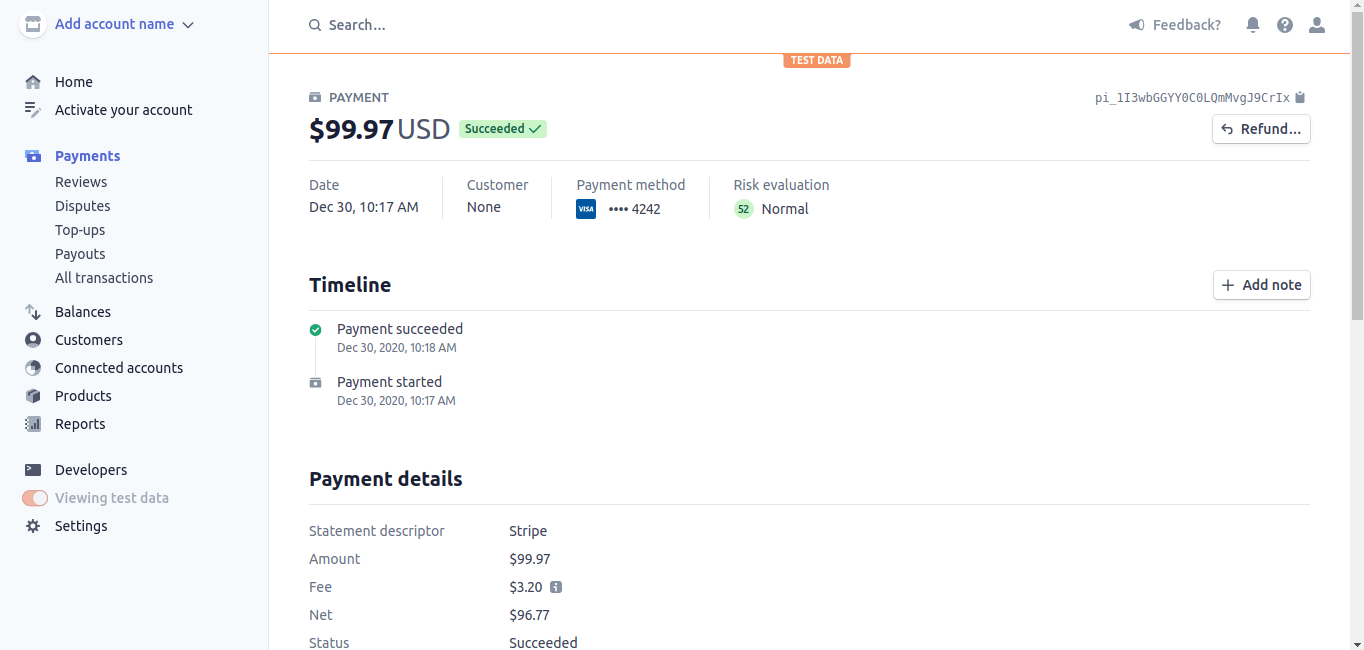 Add account name
Search...
Feedback?
TEST DATA
Home
Activate your account
Payments
Reviews
Disputes
Top-ups
Payouts
All transactions
Balances
Customers
Connected accounts
Products
Reports
Developers
Viewing test data
Settings
PAYMENT
pi_1I3wbGGYY0C0LQmMvgJ9CrIx
$99.97 USD Succeeded
Refund...
Date
Dec 30, 10:17 AM
Customer
None
Payment method
VISA •••• 4242
Risk evaluation
52 Normal
Timeline
Add note
Payment succeeded
Dec 30, 2020, 10:18 AM
Payment started
Dec 30, 2020, 10:17 AM
Payment details
Statement descriptor Stripe
Amount $99.97
Fee $3.20
Net $96.77
Status Succeeded